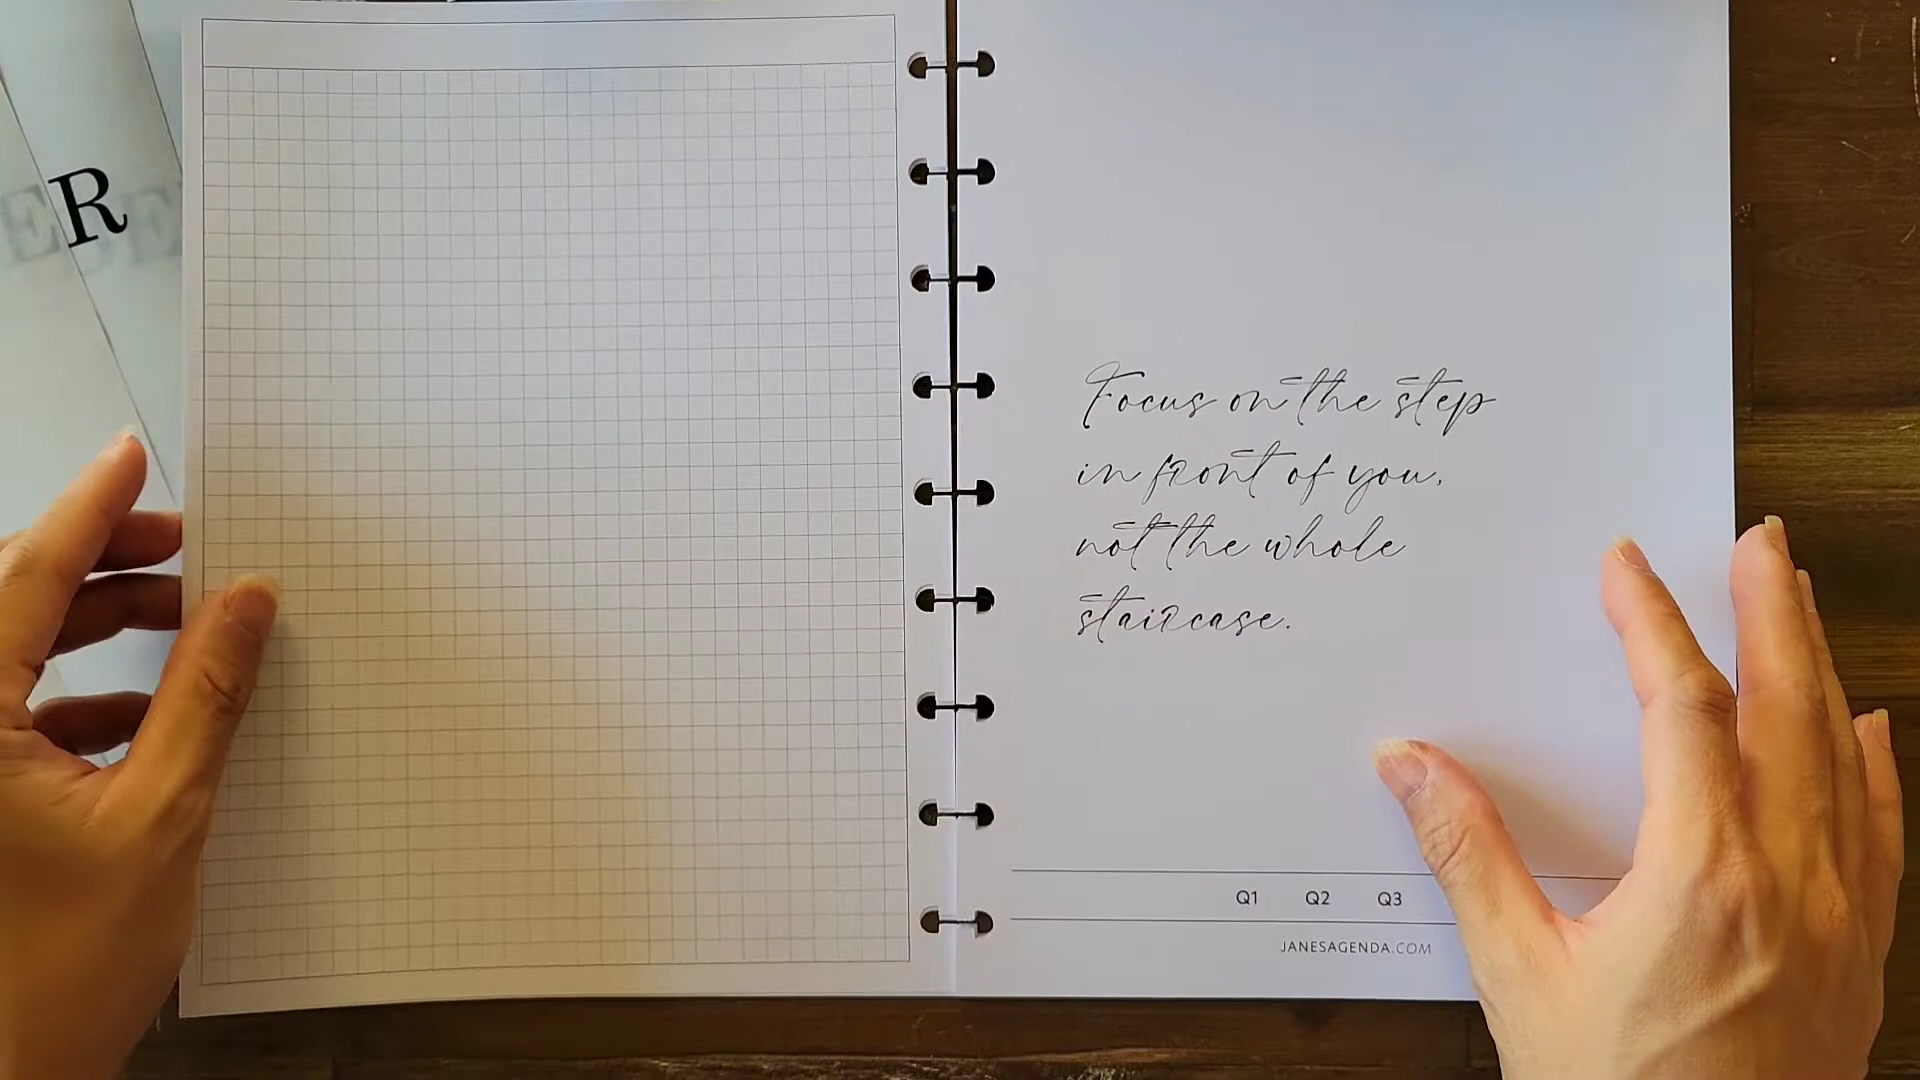 R
Focus on the step
in front of you,
not the whole
staircase.
Q1 Q2 Q3
JANESAGENDA.COM